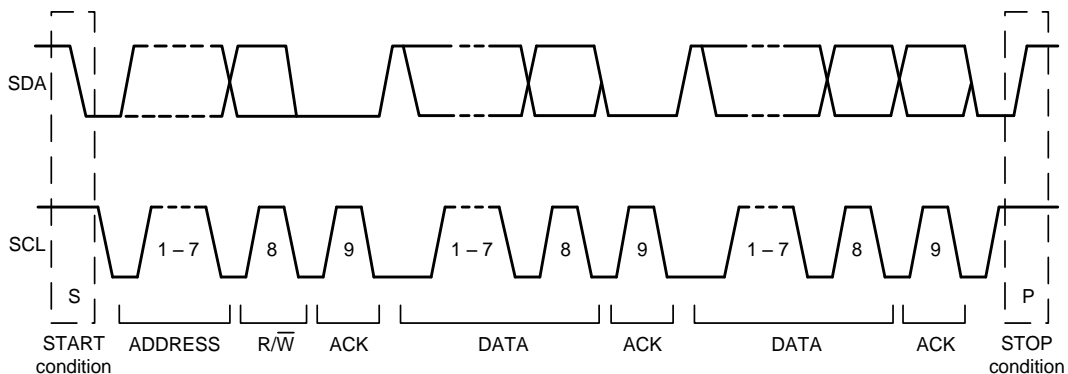 SDA
SCL
1 – 7
8
9
1 – 7
8
9
1 – 7
8
9
S
P
START
condition
ADDRESS
R/W̅
ACK
DATA
ACK
DATA
ACK
STOP
condition